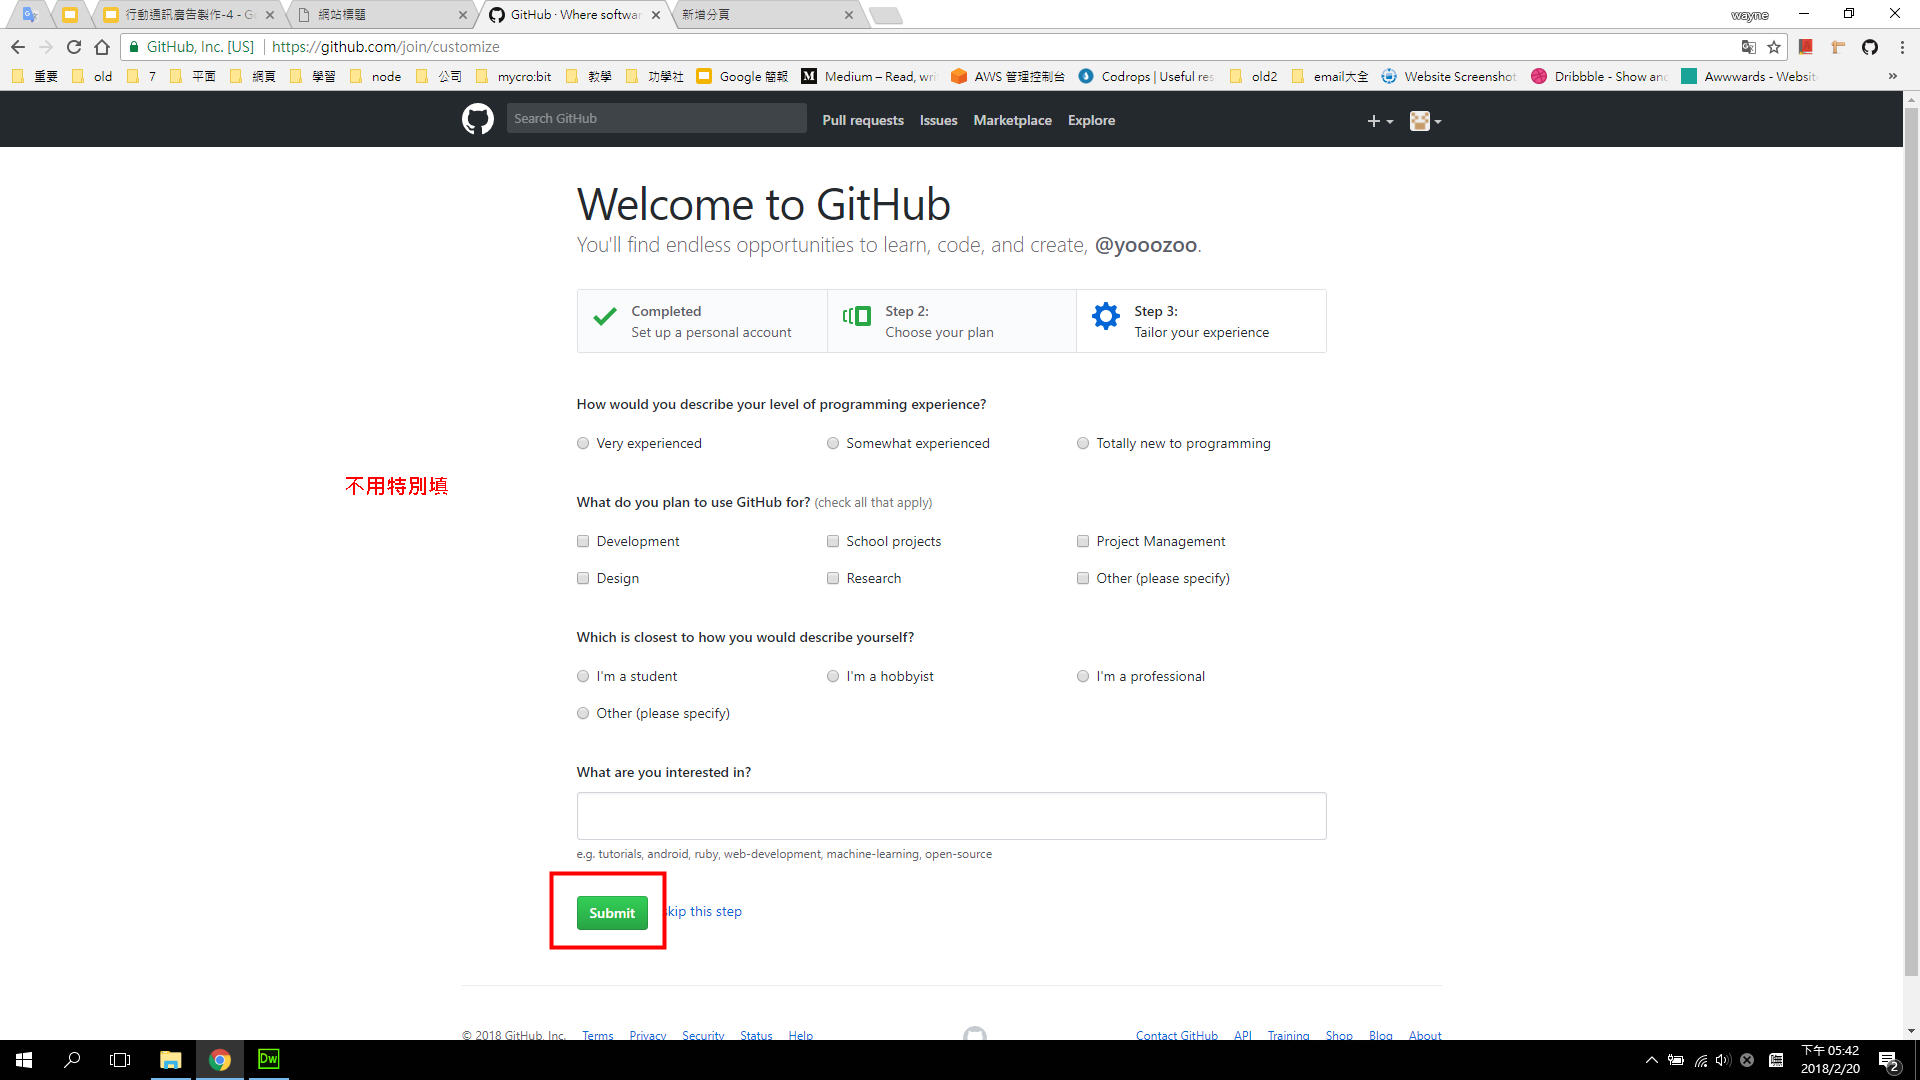 行動通訊廣告製作-4 - G
網站標題
GitHub · Where softwar
新增分頁
wayne
GitHub, Inc. [US] https://github.com/join/customize
重要 old 7 平面 網頁 學習 node 公司 mycro:bit 教學 功學社 Google 簡報 Medium – Read, wri AWS 管理控制台 Codrops | Useful res old2 email大全 Website Screenshot Dribbble - Show and Awwwards - Website
Search GitHub Pull requests Issues Marketplace Explore
Welcome to GitHub
You'll find endless opportunities to learn, code, and create, @yooozoo.
Completed
Set up a personal account
Step 2:
Choose your plan
Step 3:
Tailor your experience
How would you describe your level of programming experience?
Very experienced Somewhat experienced Totally new to programming
不用特別填
What do you plan to use GitHub for? (check all that apply)
Development School projects Project Management
Design Research Other (please specify)
Which is closest to how you would describe yourself?
I'm a student I'm a hobbyist I'm a professional
Other (please specify)
What are you interested in?
e.g. tutorials, android, ruby, web-development, machine-learning, open-source
Submit kip this step
© 2018 GitHub, Inc. Terms Privacy Security Status Help Contact GitHub API Training Shop Blog About
Dw
下午 05:42
2018/2/20
2